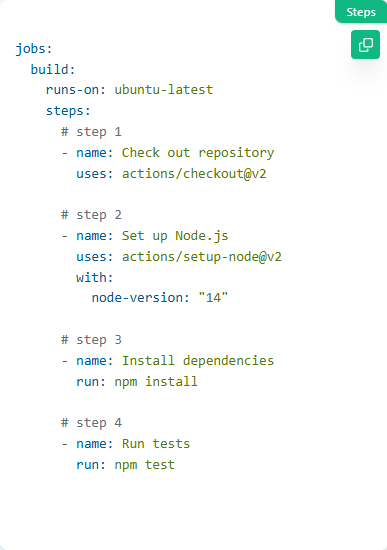 Steps
jobs:
  build:
    runs-on: ubuntu-latest
    steps:
      # step 1
      - name: Check out repository
        uses: actions/checkout@v2

      # step 2
      - name: Set up Node.js
        uses: actions/setup-node@v2
        with:
          node-version: "14"

      # step 3
      - name: Install dependencies
        run: npm install

      # step 4
      - name: Run tests
        run: npm test